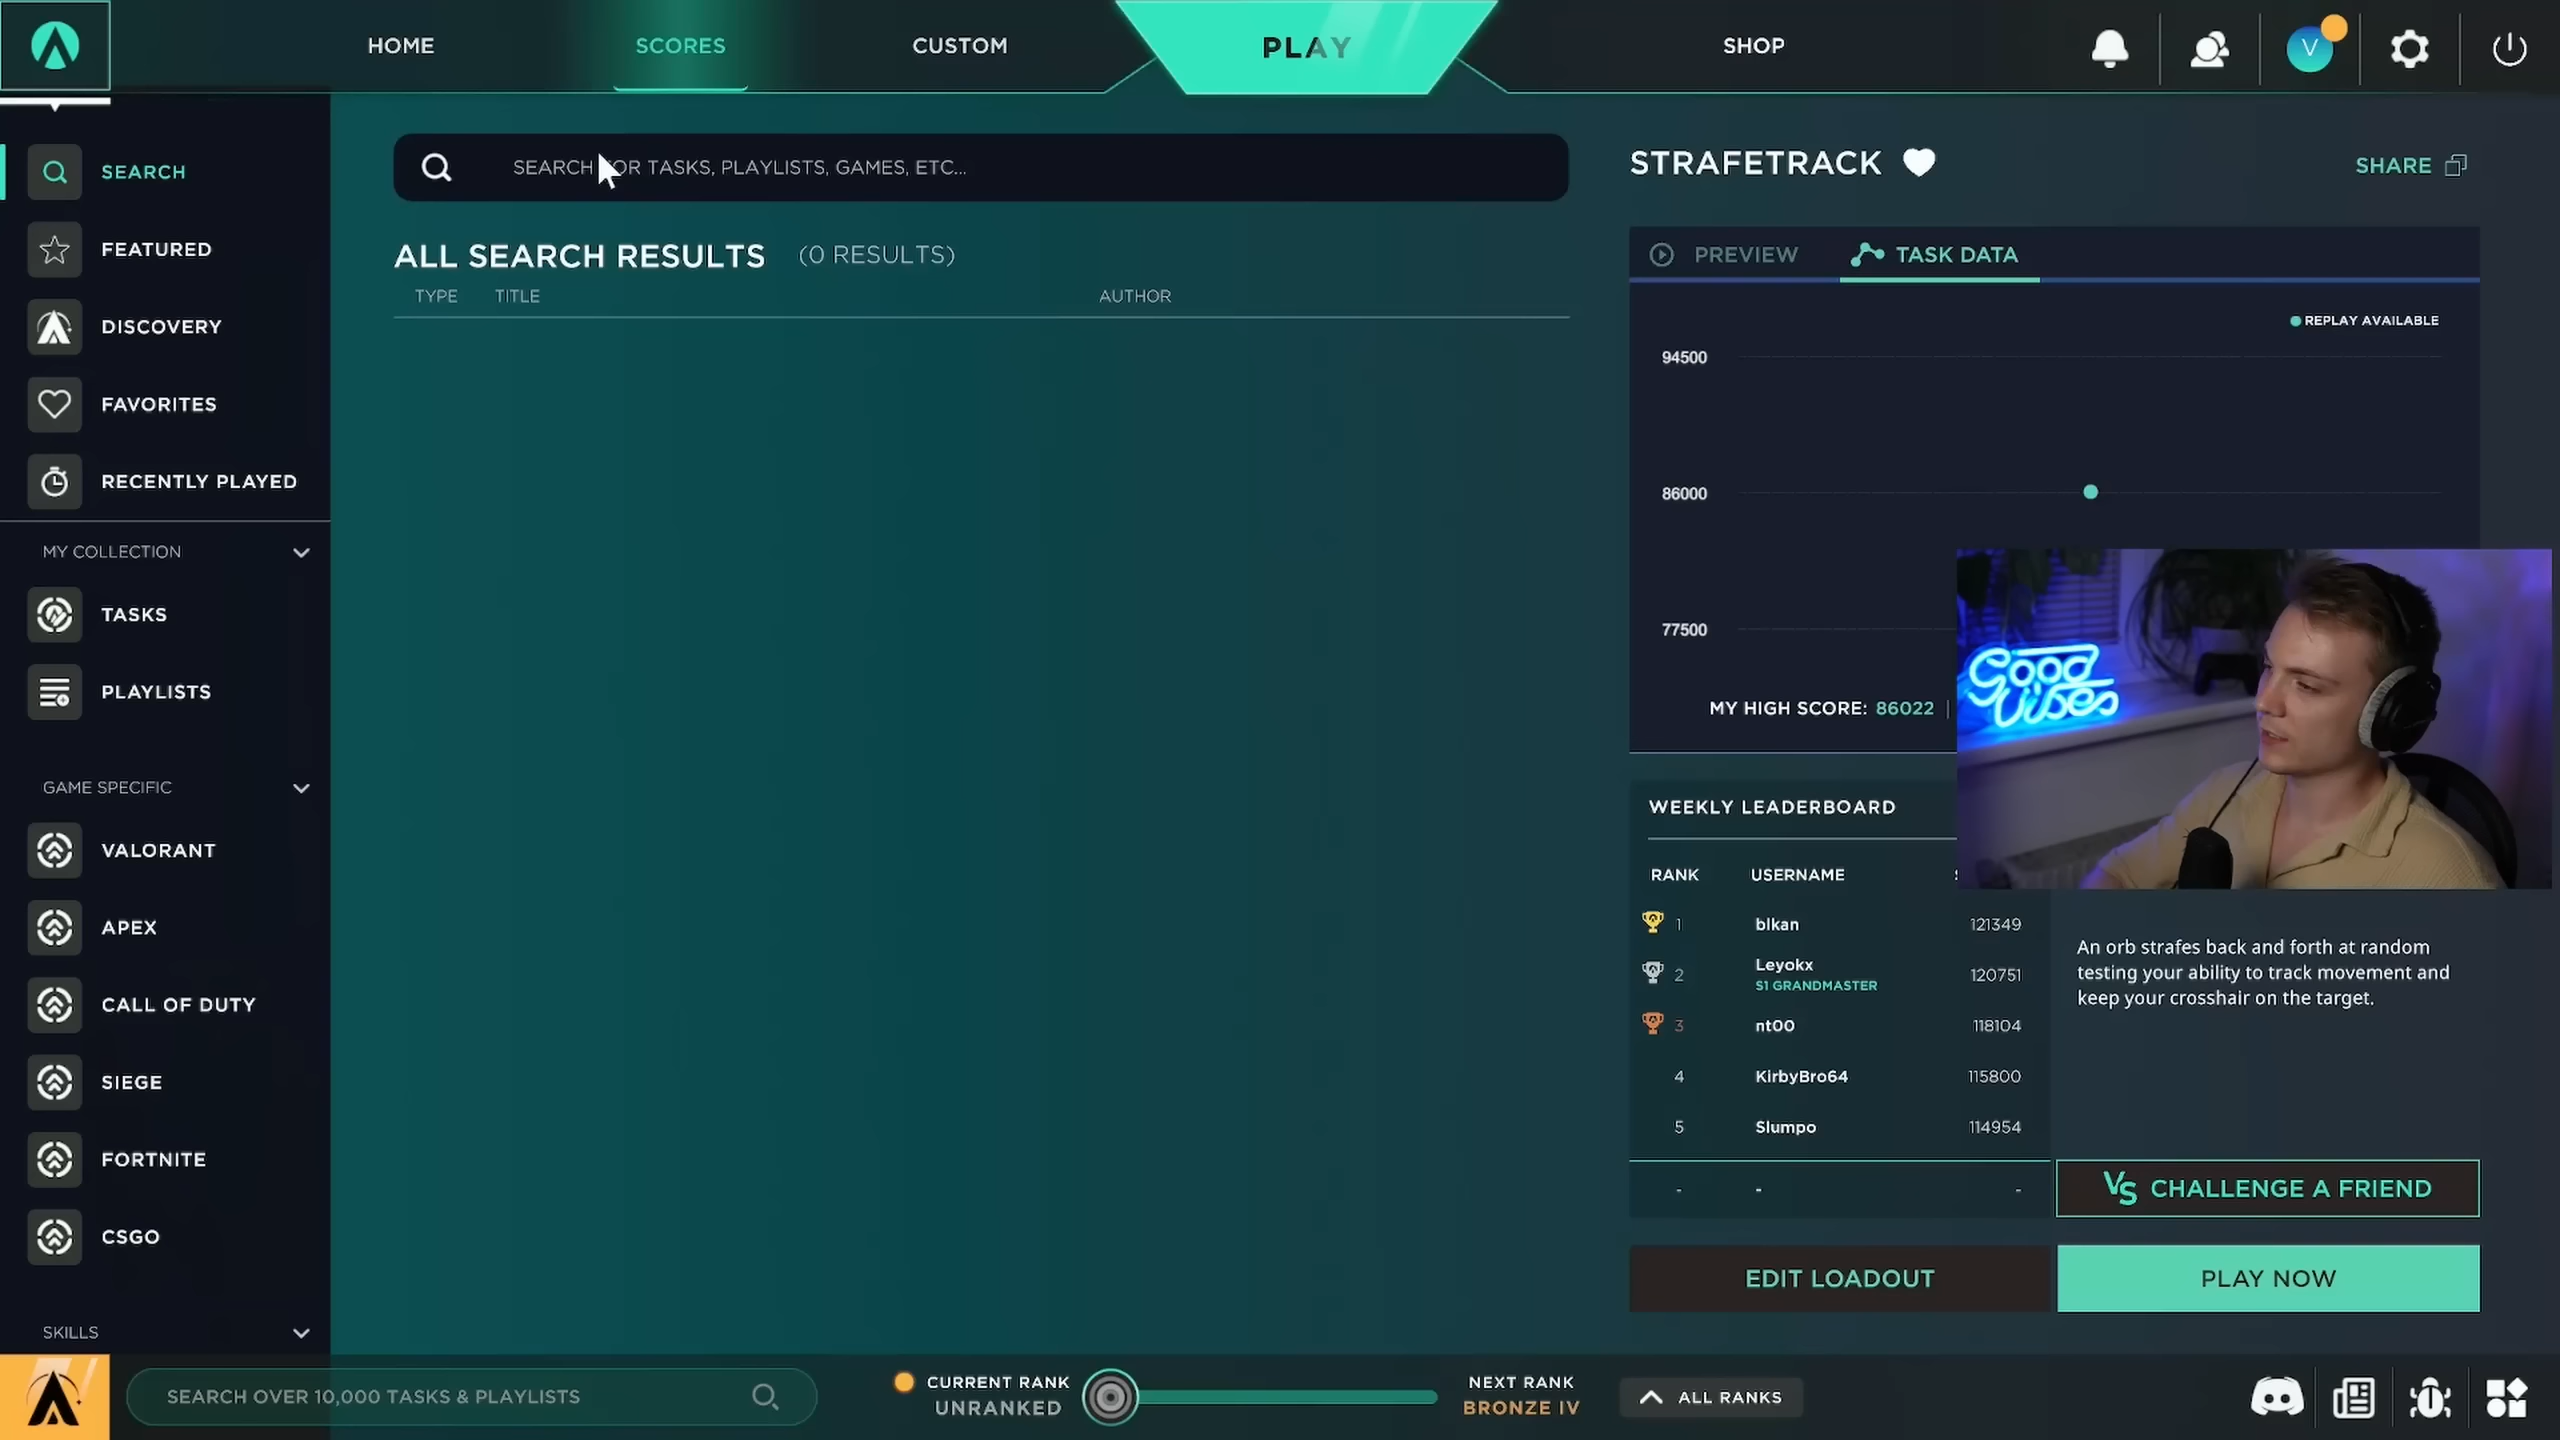 HOME
SCORES
CUSTOM
PLAY
SHOP
V
SEARCH
FEATURED
DISCOVERY
FAVORITES
RECENTLY PLAYED
MY COLLECTION
TASKS
PLAYLISTS
GAME SPECIFIC
VALORANT
APEX
CALL OF DUTY
SIEGE
FORTNITE
CSGO
SKILLS
SEARCH FOR TASKS, PLAYLISTS, GAMES, ETC...
ALL SEARCH RESULTS (0 RESULTS)
TYPE TITLE AUTHOR
STRAFETRACK
SHARE
PREVIEW
TASK DATA
REPLAY AVAILABLE
94500
86000
77500
MY HIGH SCORE: 86022 |
Good Vibes
WEEKLY LEADERBOARD
RANK USERNAME
1 blkan 121349
2 Leyokx 120751
S1 GRANDMASTER
3 nt00 118104
4 KirbyBro64 115800
5 Slumpo 114954
- - -
An orb strafes back and forth at random
testing your ability to track movement and
keep your crosshair on the target.
VS CHALLENGE A FRIEND
EDIT LOADOUT
PLAY NOW
SEARCH OVER 10,000 TASKS & PLAYLISTS
CURRENT RANK
UNRANKED
NEXT RANK
BRONZE IV
ALL RANKS